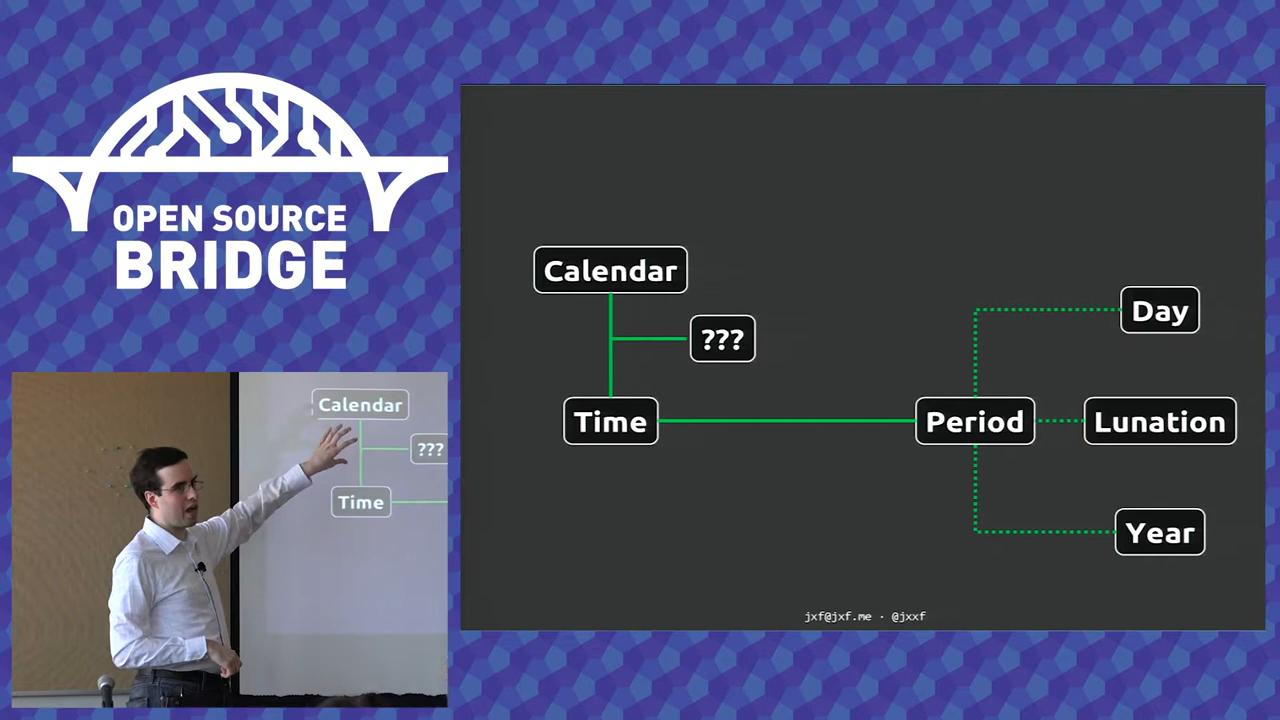 OPEN SOURCE
BRIDGE
Calendar
???
Time
Period
Day
Lunation
Year
jxf@jxf.me · @jxxf
Calendar
???
Time